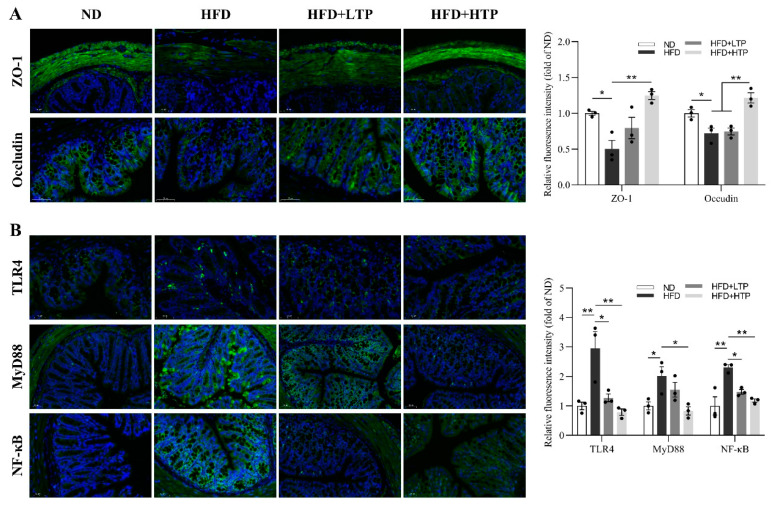 A
ND
HFD
HFD+LTP
HFD+HTP
ZO-1
Occludin
Relative fluoresence intensity (fold of ND)
2.0
1.5
1.0
0.5
0.0
ND
HFD
HFD+LTP
HFD+HTP
*
**
*
**
ZO-1
Occudin
B
TLR4
MyD88
NF-κB
Relative fluoresence intensity (fold of ND)
5
4
3
2
1
0
ND
HFD
HFD+LTP
HFD+HTP
**
**
*
*
*
**
**
*
TLR4
MyD88
NF-κB